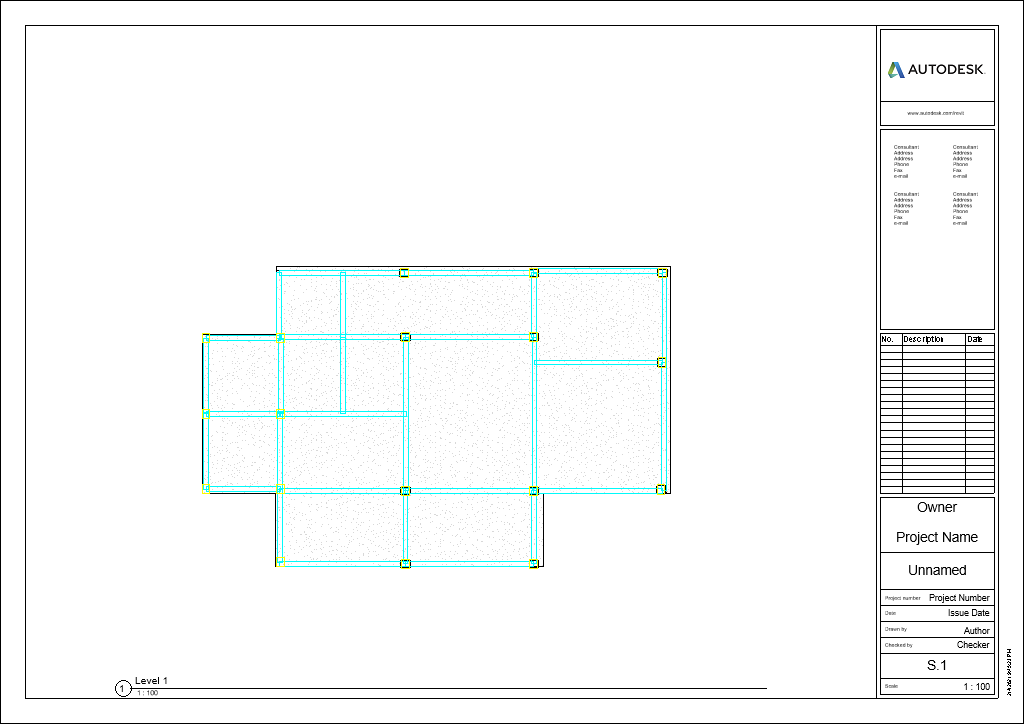 AUTODESK
www.autodesk.com/revit
Consultant
Address
Address
Phone
Fax
e-mail
Consultant
Address
Address
Phone
Fax
e-mail
Consultant
Address
Address
Phone
Fax
e-mail
Consultant
Address
Address
Phone
Fax
e-mail
No. Description Date
Owner
Project Name
Unnamed
Project number Project Number
Date Issue Date
Drawn by Author
Checked by Checker
S.1
Scale 1 : 100
1 Level 1
1 : 100